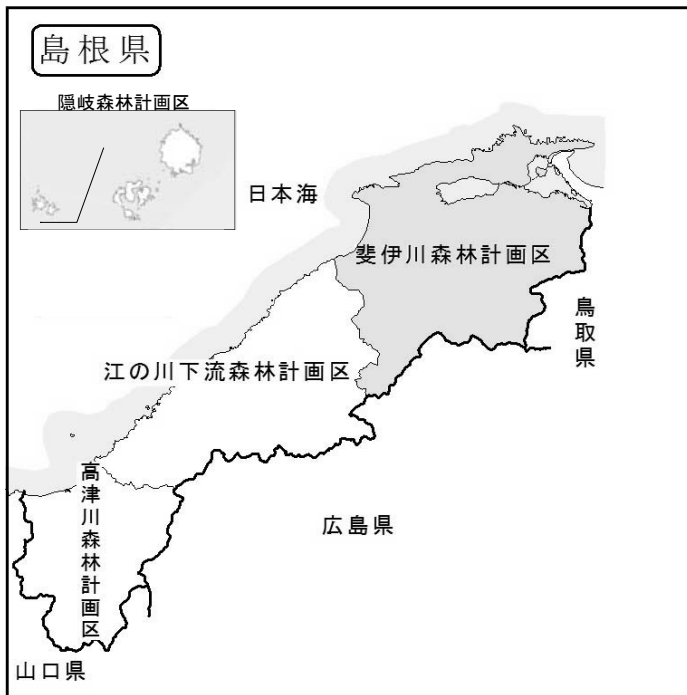 島根県
隠岐森林計画区
日本海
斐伊川森林計画区
鳥取県
江の川下流森林計画区
高津川森林計画区
広島県
山口県